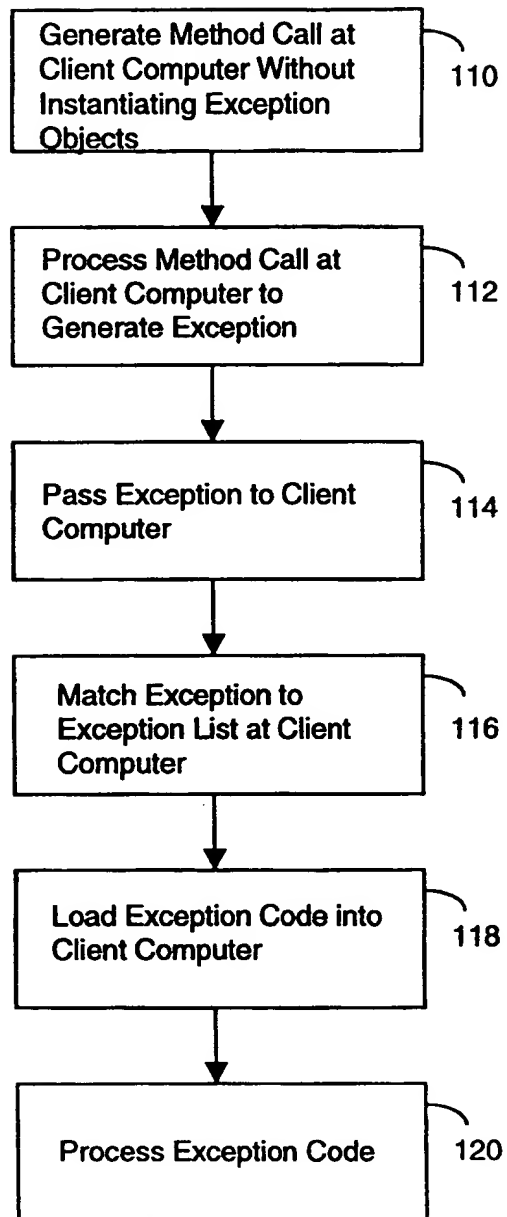 Generate Method Call at
Client Computer Without
Instantiating Exception
Objects
110
Process Method Call at
Client Computer to
Generate Exception
112
Pass Exception to Client
Computer
114
Match Exception to
Exception List at Client
Computer
116
Load Exception Code into
Client Computer
118
Process Exception Code
120